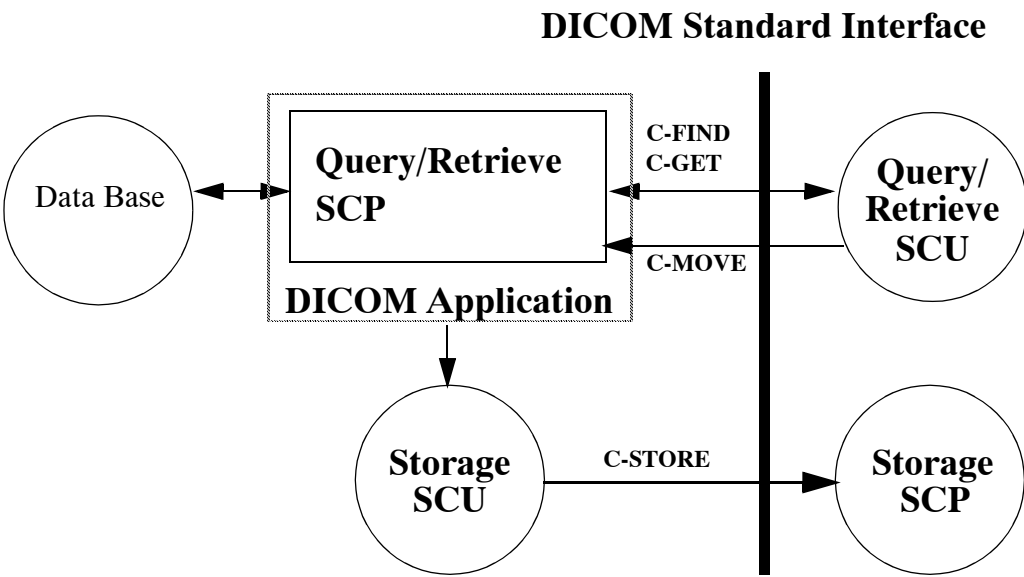 DICOM Standard Interface
Data Base
Query/Retrieve
SCP
DICOM Application
C-FIND
C-GET
C-MOVE
Query/
Retrieve
SCU
Storage
SCU
C-STORE
Storage
SCP